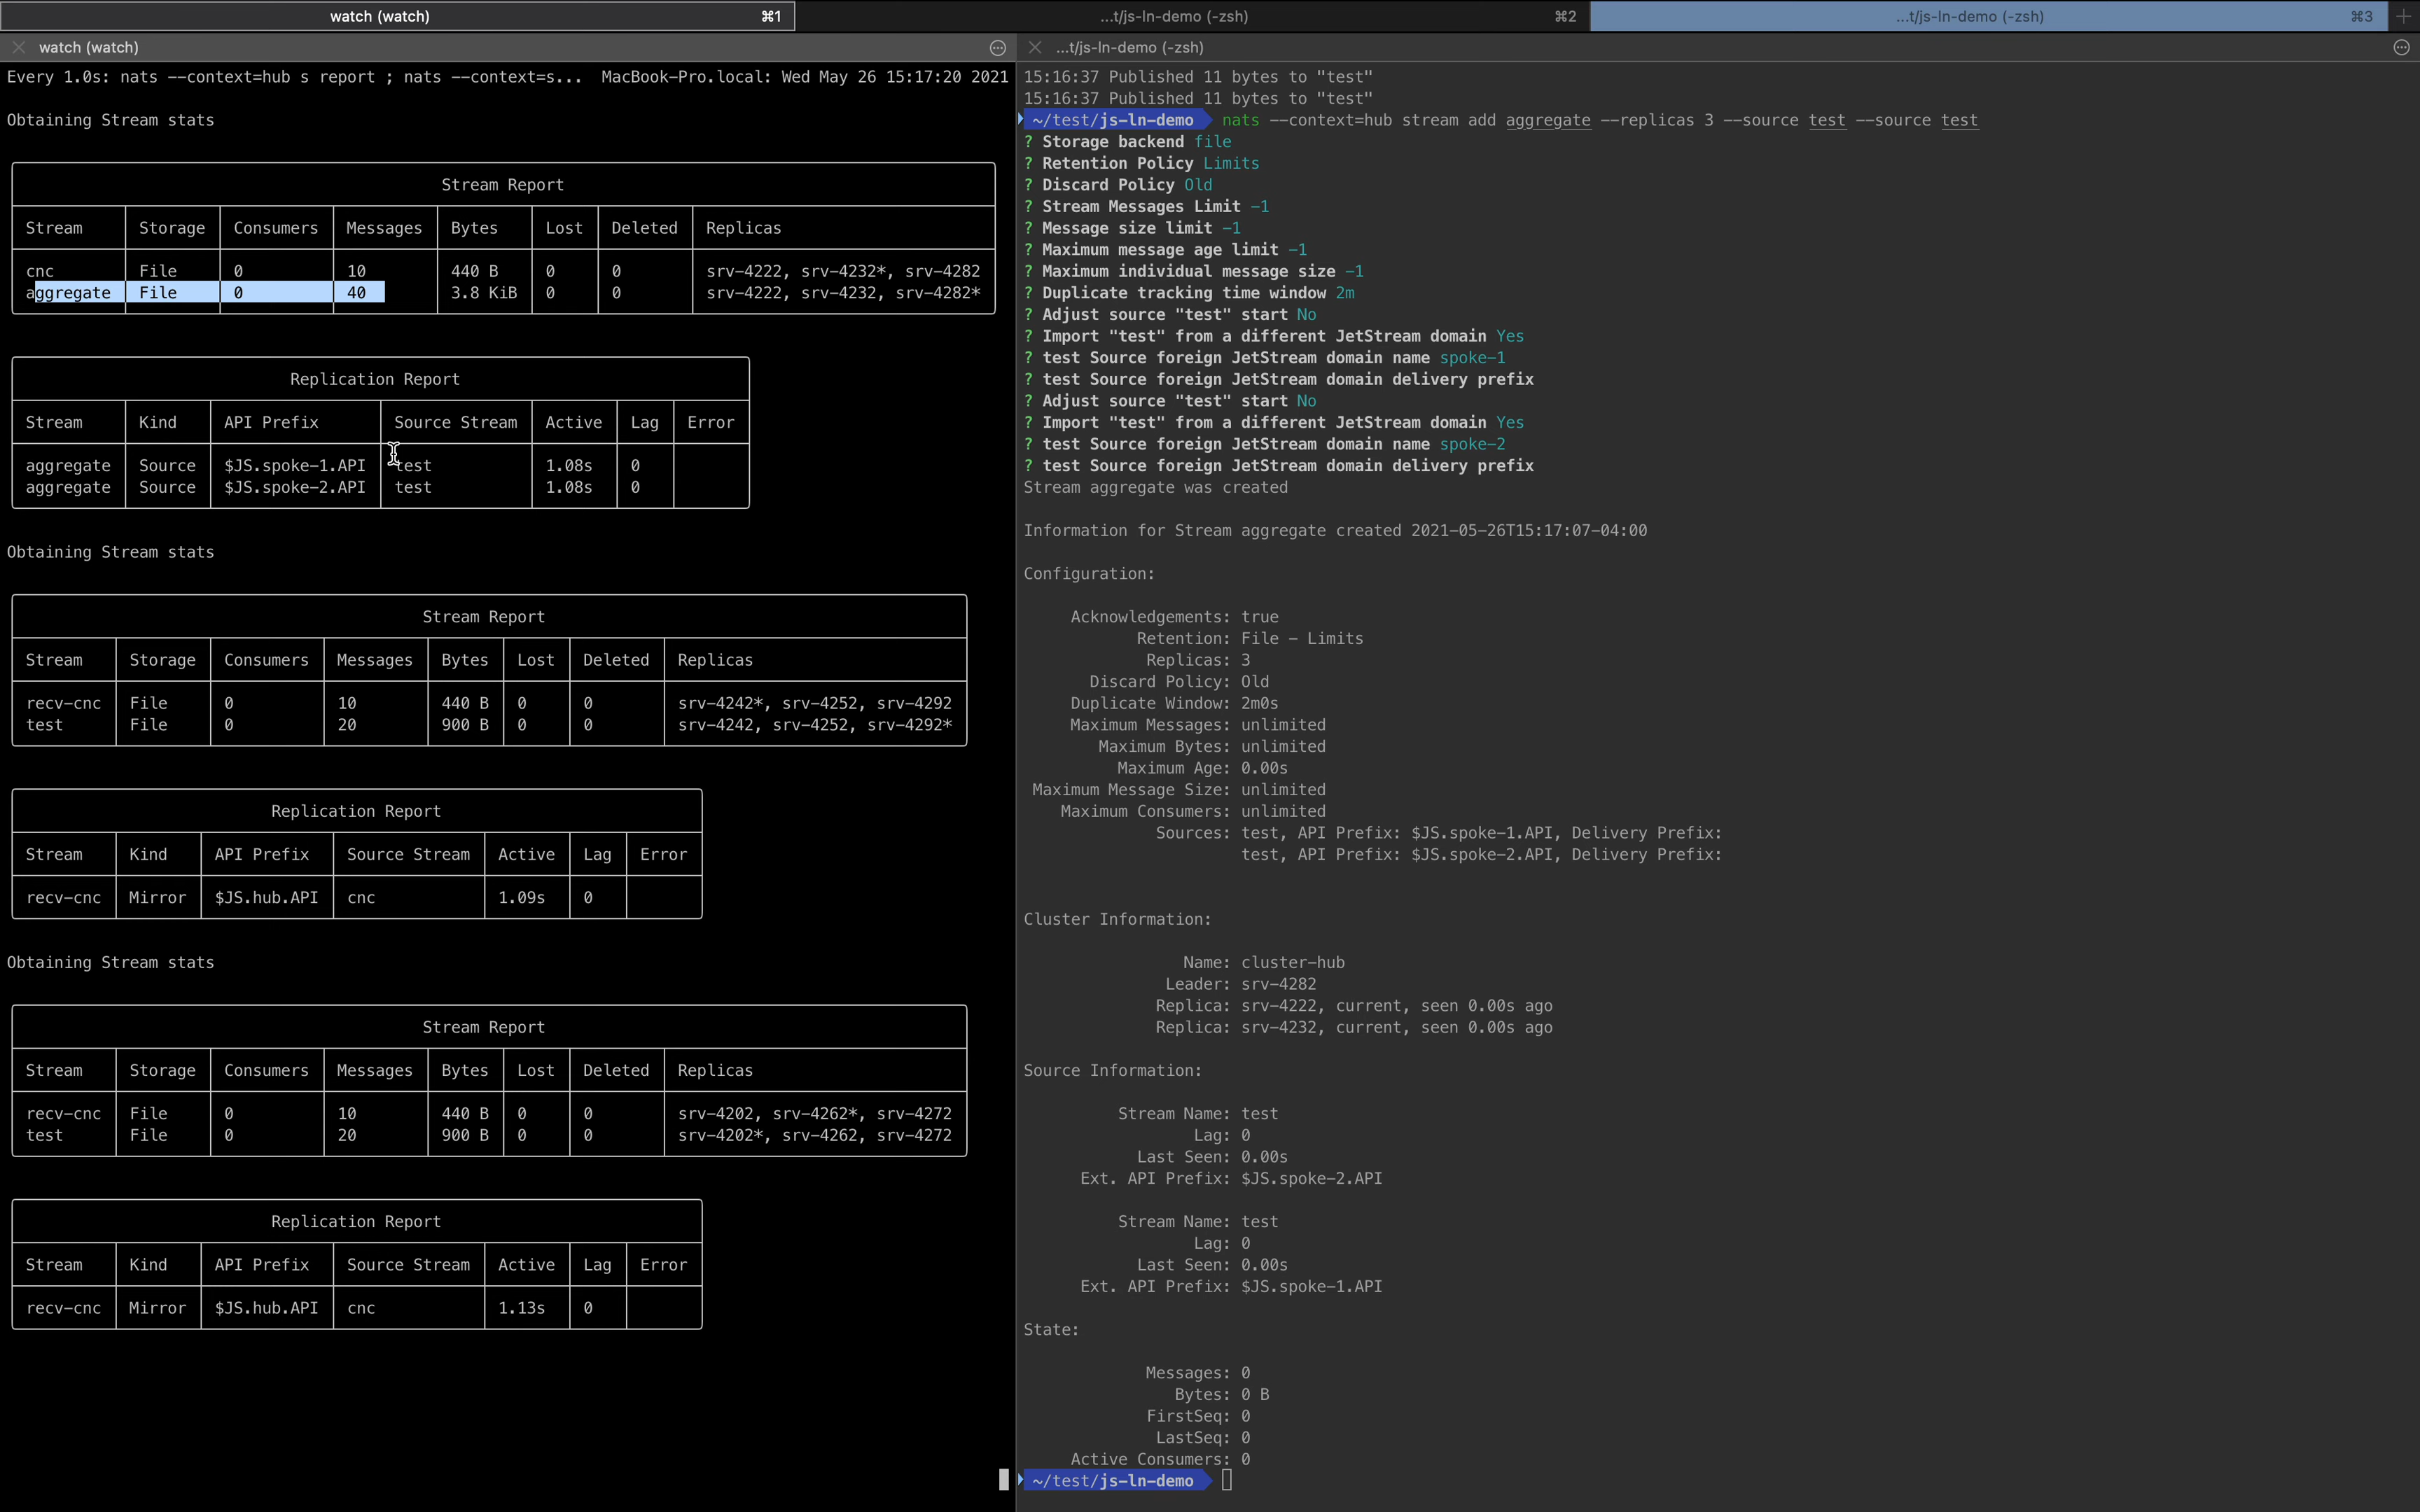 watch (watch) ⌘1 ...t/js-ln-demo (-zsh) ⌘2 ...t/js-ln-demo (-zsh) ⌘3
watch (watch)
Every 1.0s: nats --context=hub s report ; nats --context=s... MacBook-Pro.local: Wed May 26 15:17:20 2021
Obtaining Stream stats
Stream Report
Stream Storage Consumers Messages Bytes Lost Deleted Replicas
cnc File 0 10 440 B 0 0 srv-4222, srv-4232*, srv-4282
aggregate File 0 40 3.8 KiB 0 0 srv-4222, srv-4232, srv-4282*
Replication Report
Stream Kind API Prefix Source Stream Active Lag Error
aggregate Source $JS.spoke-1.API test 1.08s 0
aggregate Source $JS.spoke-2.API test 1.08s 0
Obtaining Stream stats
Stream Report
Stream Storage Consumers Messages Bytes Lost Deleted Replicas
recv-cnc File 0 10 440 B 0 0 srv-4242*, srv-4252, srv-4292
test File 0 20 900 B 0 0 srv-4242, srv-4252, srv-4292*
Replication Report
Stream Kind API Prefix Source Stream Active Lag Error
recv-cnc Mirror $JS.hub.API cnc 1.09s 0
Obtaining Stream stats
Stream Report
Stream Storage Consumers Messages Bytes Lost Deleted Replicas
recv-cnc File 0 10 440 B 0 0 srv-4202, srv-4262*, srv-4272
test File 0 20 900 B 0 0 srv-4202*, srv-4262, srv-4272
Replication Report
Stream Kind API Prefix Source Stream Active Lag Error
recv-cnc Mirror $JS.hub.API cnc 1.13s 0
...t/js-ln-demo (-zsh)
15:16:37 Published 11 bytes to "test"
15:16:37 Published 11 bytes to "test"
~/test/js-ln-demo nats --context=hub stream add aggregate --replicas 3 --source test --source test
? Storage backend file
? Retention Policy Limits
? Discard Policy Old
? Stream Messages Limit -1
? Message size limit -1
? Maximum message age limit -1
? Maximum individual message size -1
? Duplicate tracking time window 2m
? Adjust source "test" start No
? Import "test" from a different JetStream domain Yes
? test Source foreign JetStream domain name spoke-1
? test Source foreign JetStream domain delivery prefix
? Adjust source "test" start No
? Import "test" from a different JetStream domain Yes
? test Source foreign JetStream domain name spoke-2
? test Source foreign JetStream domain delivery prefix
Stream aggregate was created
Information for Stream aggregate created 2021-05-26T15:17:07-04:00
Configuration:
Acknowledgements: true
Retention: File - Limits
Replicas: 3
Discard Policy: Old
Duplicate Window: 2m0s
Maximum Messages: unlimited
Maximum Bytes: unlimited
Maximum Age: 0.00s
Maximum Message Size: unlimited
Maximum Consumers: unlimited
Sources: test, API Prefix: $JS.spoke-1.API, Delivery Prefix:
test, API Prefix: $JS.spoke-2.API, Delivery Prefix:
Cluster Information:
Name: cluster-hub
Leader: srv-4282
Replica: srv-4222, current, seen 0.00s ago
Replica: srv-4232, current, seen 0.00s ago
Source Information:
Stream Name: test
Lag: 0
Last Seen: 0.00s
Ext. API Prefix: $JS.spoke-2.API
Stream Name: test
Lag: 0
Last Seen: 0.00s
Ext. API Prefix: $JS.spoke-1.API
State:
Messages: 0
Bytes: 0 B
FirstSeq: 0
LastSeq: 0
Active Consumers: 0
~/test/js-ln-demo